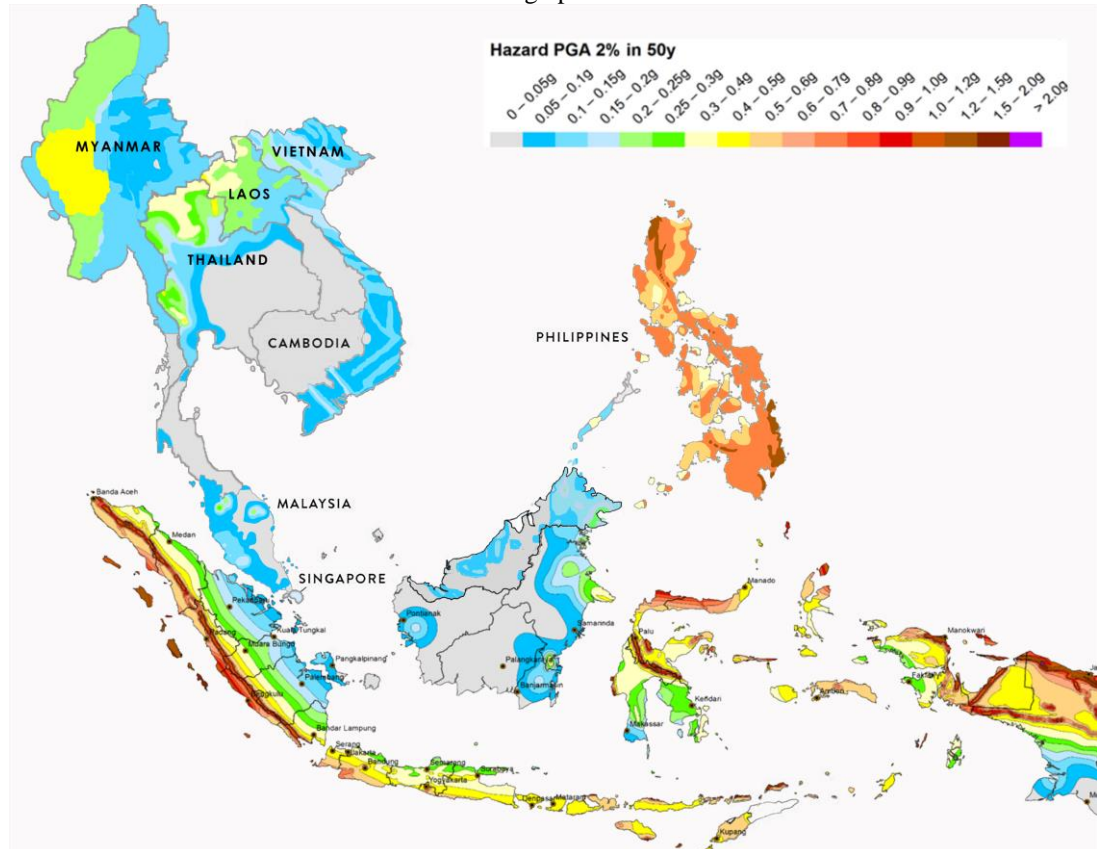 Hazard PGA 2% in 50y
0 – 0.05g
0.05 – 0.1g
0.1 – 0.15g
0.15 – 0.2g
0.2 – 0.25g
0.25 – 0.3g
0.3 – 0.4g
0.4 – 0.5g
0.5 – 0.6g
0.6 – 0.7g
0.7 – 0.8g
0.8 – 0.9g
0.9 – 1.0g
1.0 – 1.2g
1.2 – 1.5g
1.5 – 2.0g
> 2.0g
MYANMAR
VIETNAM
LAOS
THAILAND
CAMBODIA
PHILIPPINES
MALAYSIA
SINGAPORE
Banda Aceh
Medan
Padang
Muara Bungo
Kuala Tungkal
Pangkalpinang
Palembang
Bandar Lampung
Serang
Jakarta
Bandung
Semarang
Yogyakarta
Surabaya
Denpasar
Mataram
Kupang
Pontianak
Palangkaraya
Banjarmasin
Samarinda
Palu
Manado
Makassar
Ambon
Manokwari